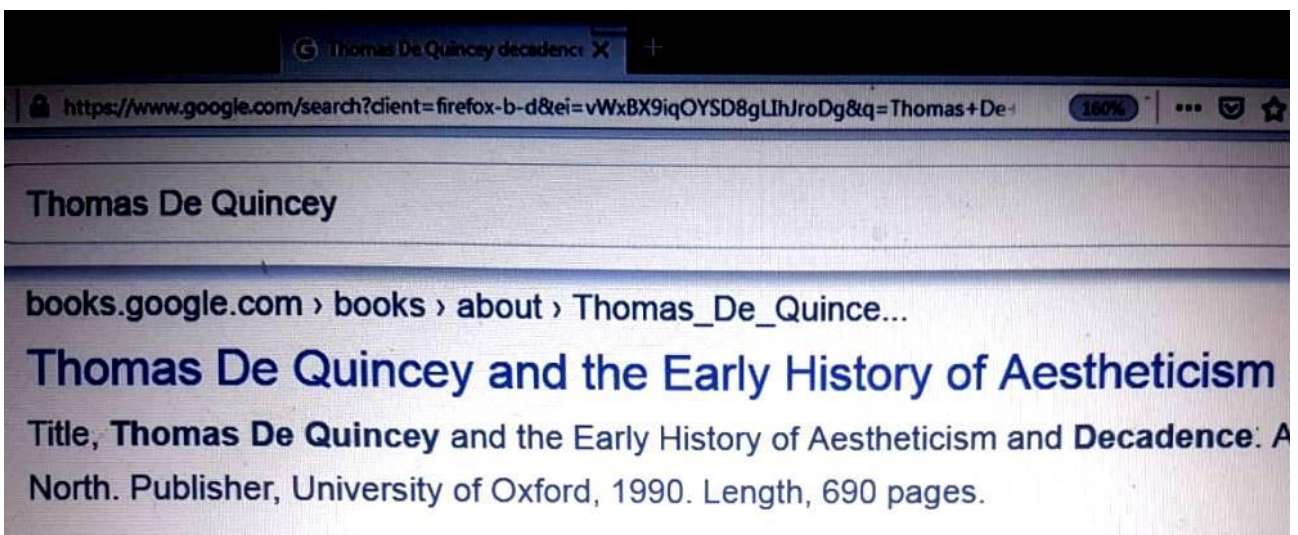 G Thomas De Quincey decadence X +
https://www.google.com/search?client=firefox-b-d&ei=vWxBX9iqOYSD8gLIhJroDg&q=Thomas+De 160% ...
Thomas De Quincey
books.google.com › books › about › Thomas_De_Quince...
Thomas De Quincey and the Early History of Aestheticism
Title, Thomas De Quincey and the Early History of Aestheticism and Decadence: A
North. Publisher, University of Oxford, 1990. Length, 690 pages.